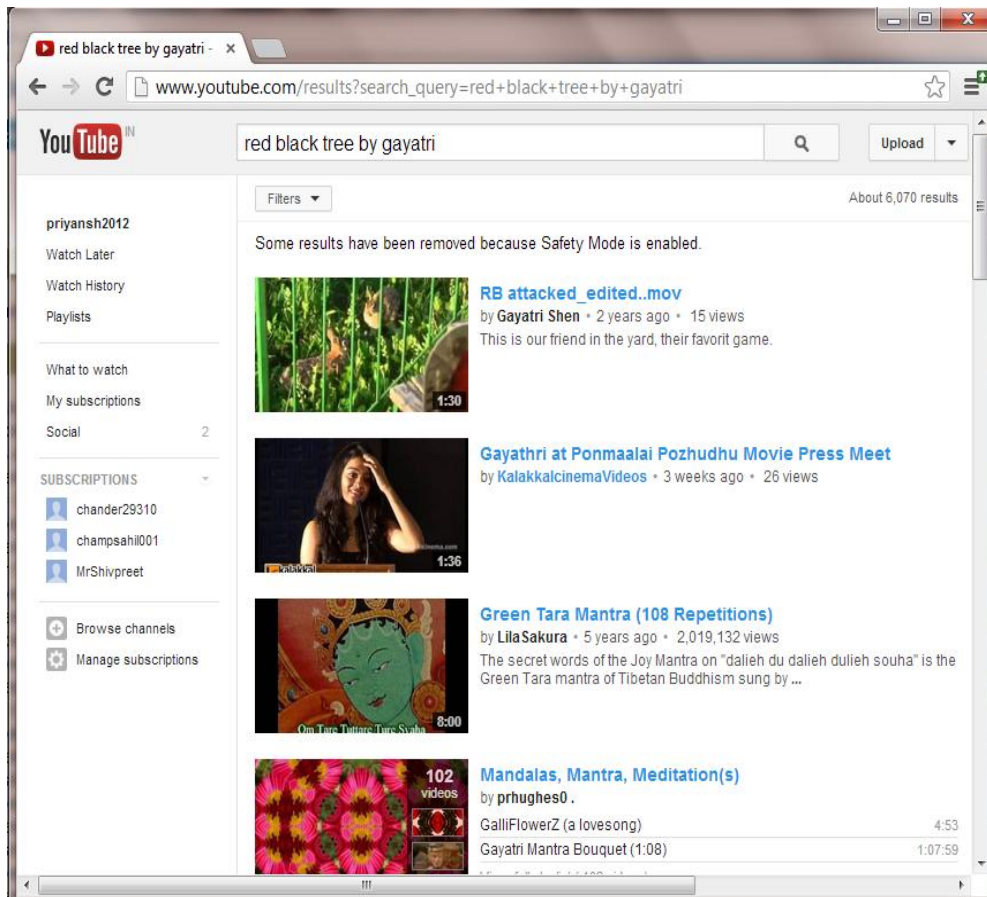 red black tree by gayatri -
www.youtube.com/results?search_query=red+black+tree+by+gayatri
YouTube IN
red black tree by gayatri
Upload
Filters
About 6,070 results
Some results have been removed because Safety Mode is enabled.
priyansh2012
Watch Later
Watch History
Playlists
What to watch
My subscriptions
Social 2
SUBSCRIPTIONS
chander29310
champsahil001
MrShivpreet
Browse channels
Manage subscriptions
1:30
RB attacked_edited..mov
by Gayatri Shen • 2 years ago • 15 views
This is our friend in the yard, their favorit game.
kalakkal
1:36
Gayathri at Ponmaalai Pozhudhu Movie Press Meet
by KalakkalcinemaVideos • 3 weeks ago • 26 views
Om Tare Tuttare Ture Svaha
8:00
Green Tara Mantra (108 Repetitions)
by LilaSakura • 5 years ago • 2,019,132 views
The secret words of the Joy Mantra on "dalieh du dalieh dulieh souha" is the
Green Tara mantra of Tibetan Buddhism sung by ...
102
videos
Mandalas, Mantra, Meditation(s)
by prhughes0 .
GalliFlowerZ (a lovesong) 4:53
Gayatri Mantra Bouquet (1:08) 1:07:59